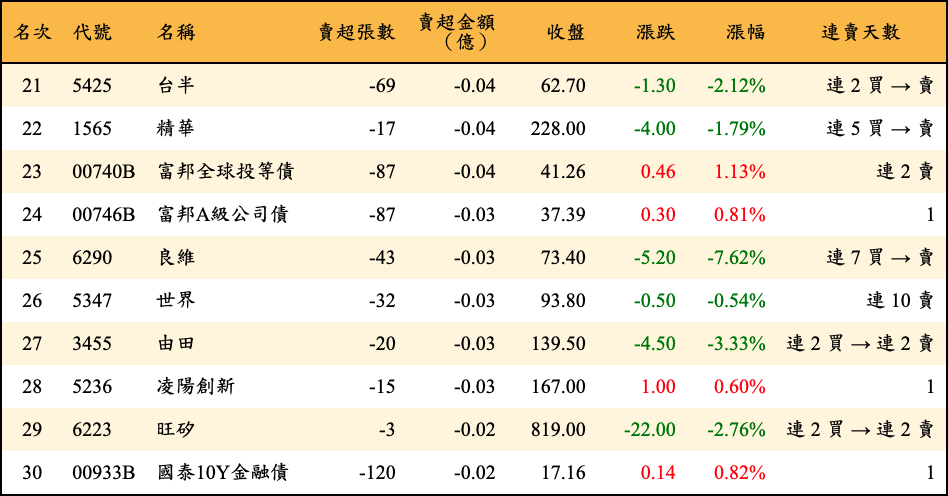 名次 代號 名稱 賣超張數 賣超金額（億） 收盤 漲跌 漲幅 連賣天數
21 5425 台半 -69 -0.04 62.70 -1.30 -2.12% 連 2 買 → 賣
22 1565 精華 -17 -0.04 228.00 -4.00 -1.79% 連 5 買 → 賣
23 00740B 富邦全球投等債 -87 -0.04 41.26 0.46 1.13% 連 2 賣
24 00746B 富邦A級公司債 -87 -0.03 37.39 0.30 0.81% 1
25 6290 良維 -43 -0.03 73.40 -5.20 -7.62% 連 7 買 → 賣
26 5347 世界 -32 -0.03 93.80 -0.50 -0.54% 連 10 賣
27 3455 由田 -20 -0.03 139.50 -4.50 -3.33% 連 2 買 → 連 2 賣
28 5236 凌陽創新 -15 -0.03 167.00 1.00 0.60% 1
29 6223 旺矽 -3 -0.02 819.00 -22.00 -2.76% 連 2 買 → 連 2 賣
30 00933B 國泰10Y金融債 -120 -0.02 17.16 0.14 0.82% 1